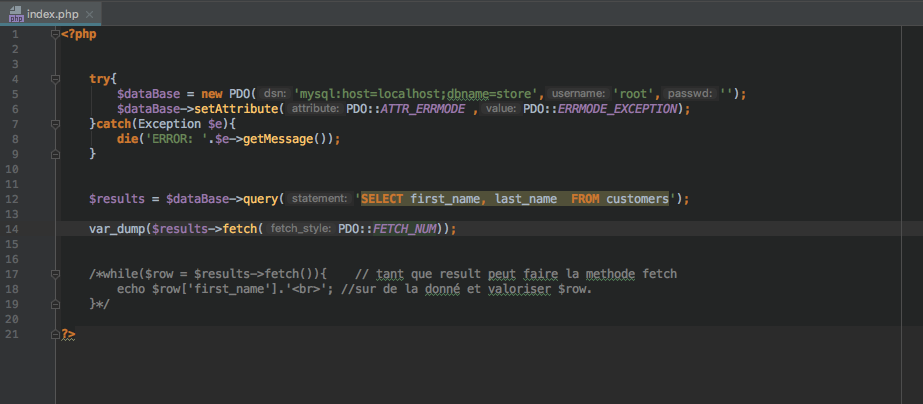 index.php
1 <?php
2
3
4 try{
5 $dataBase = new PDO( dsn: 'mysql:host=localhost;dbname=store', username: 'root', passwd: '');
6 $dataBase->setAttribute( attribute: PDO::ATTR_ERRMODE , value: PDO::ERRMODE_EXCEPTION);
7 }catch(Exception $e){
8 die('ERROR: '.$e->getMessage());
9 }
10
11
12 $results = $dataBase->query( statement: 'SELECT first_name, last_name  FROM customers');
13
14 var_dump($results->fetch( fetch_style: PDO::FETCH_NUM));
15
16
17 /*while($row = $results->fetch()){    // tant que result peut faire la methode fetch
18 echo $row['first_name'].'<br>'; //sur de la donné et valoriser $row.
19 }*/
20
21 ?>